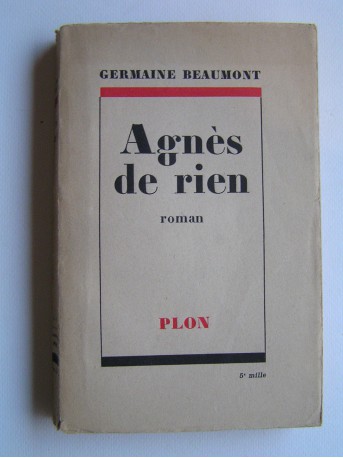 GERMAINE BEAUMONT
Agnès
de rien
roman
PLON
5e mille